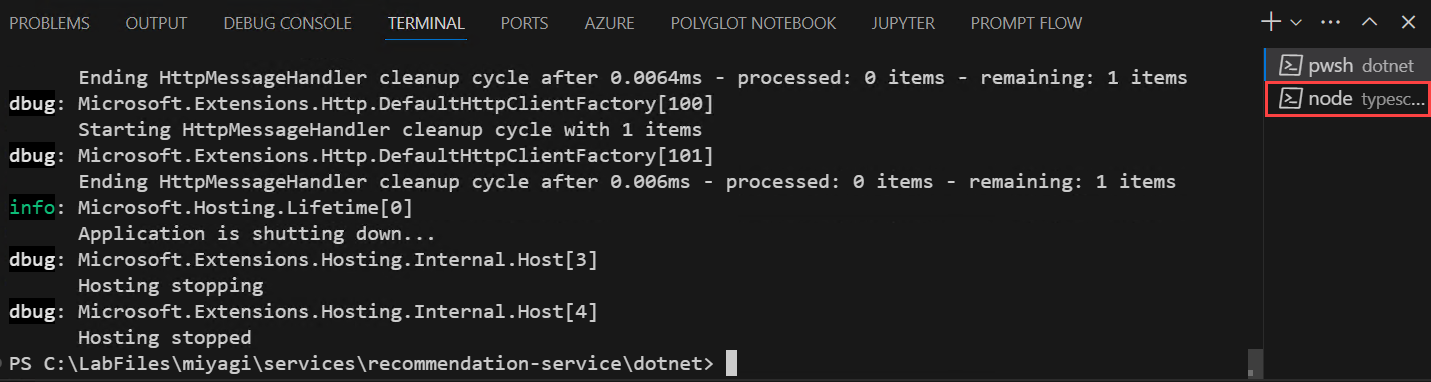 PROBLEMS OUTPUT DEBUG CONSOLE TERMINAL PORTS AZURE POLYGLOT NOTEBOOK JUPYTER PROMPT FLOW
Ending HttpMessageHandler cleanup cycle after 0.0064ms - processed: 0 items - remaining: 1 items
dbug: Microsoft.Extensions.Http.DefaultHttpClientFactory[100]
Starting HttpMessageHandler cleanup cycle with 1 items
dbug: Microsoft.Extensions.Http.DefaultHttpClientFactory[101]
Ending HttpMessageHandler cleanup cycle after 0.006ms - processed: 0 items - remaining: 1 items
info: Microsoft.Hosting.Lifetime[0]
Application is shutting down...
dbug: Microsoft.Extensions.Hosting.Internal.Host[3]
Hosting stopping
dbug: Microsoft.Extensions.Hosting.Internal.Host[4]
Hosting stopped
PS C:\LabFiles\miyagi\services\recommendation-service\dotnet>
pwsh dotnet
node typesc...